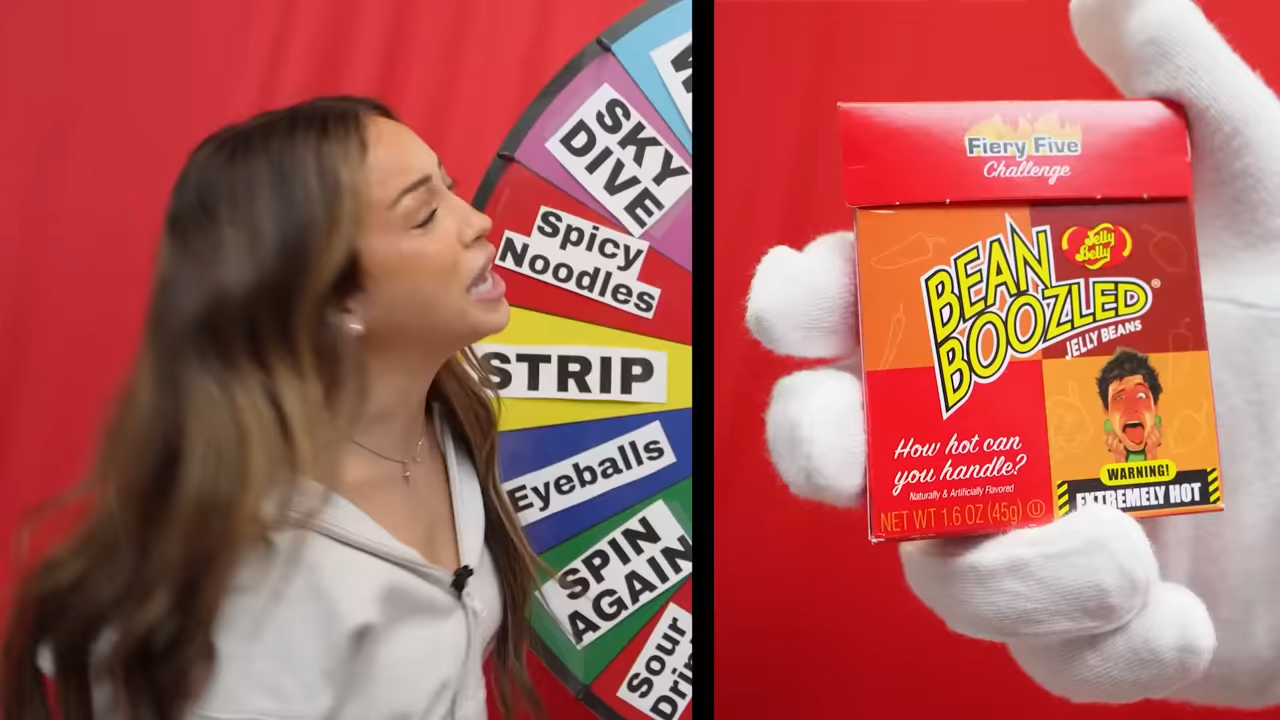 SKY
DIVE
Spicy
Noodles
STRIP
Eyeballs
SPIN
AGAIN
Sour
Fiery Five
Challenge
Jelly
Belly
BEAN
BOOZLED®
JELLY BEANS
How hot can
you handle?
Naturally & Artificially Flavored
NET WT 1.6 OZ (45g) U
WARNING!
EXTREMELY HOT